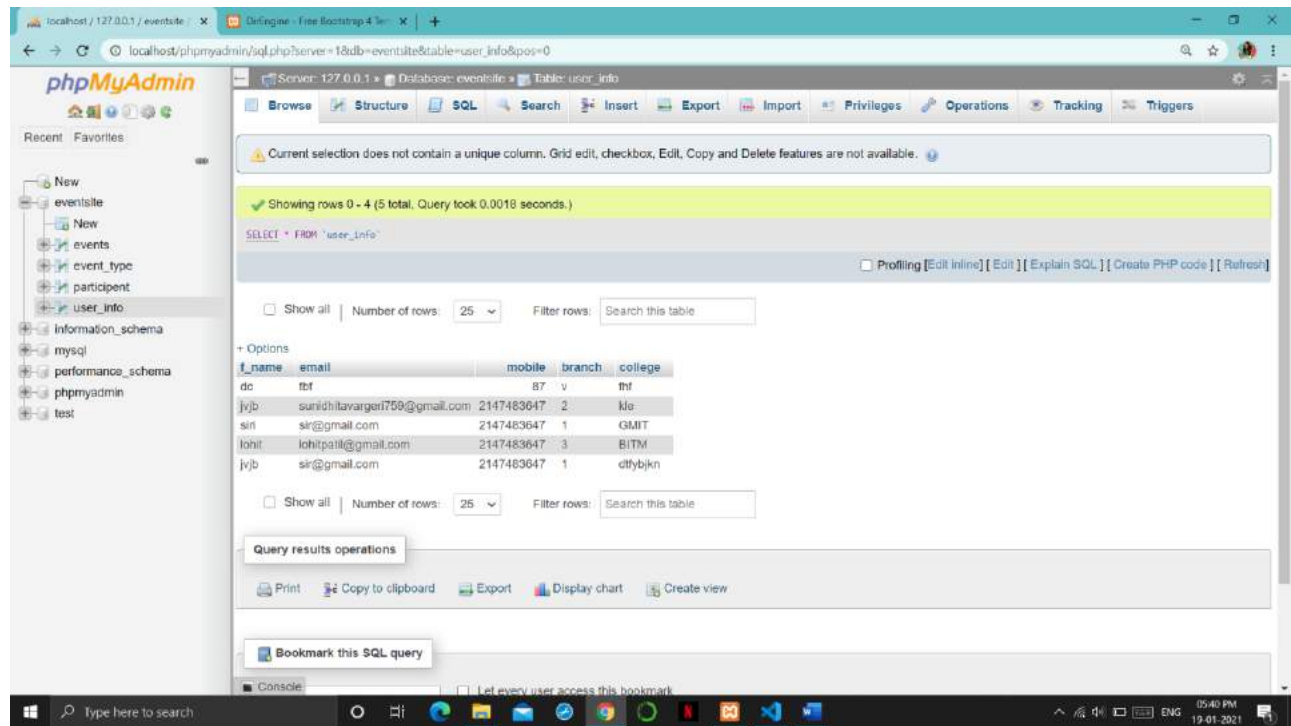 localhost / 127.0.0.1 / eventsite /
DirEngine - Free Bootstrap 4 Tem
localhost/phpmyadmin/sql.php?server=1&db=eventsite&table=user_info&pos=0
phpMyAdmin
Recent Favorites
New
eventsite
New
events
event_type
participent
user_info
information_schema
mysql
performance_schema
phpmyadmin
test
Server: 127.0.0.1 » Database: eventsite » Table: user_info
Browse Structure SQL Search Insert Export Import Privileges Operations Tracking Triggers
Current selection does not contain a unique column. Grid edit, checkbox, Edit, Copy and Delete features are not available.
Showing rows 0 - 4 (5 total, Query took 0.0018 seconds.)
SELECT * FROM `user_info`
Profiling [Edit inline] [ Edit ] [ Explain SQL ] [ Create PHP code ] [ Refresh]
Show all | Number of rows: 25 Filter rows: Search this table
+ Options
f_name email mobile branch college
dc fbf 87 v fhf
jvjb sunidhitavargeri759@gmail.com 2147483647 2 kle
siri sir@gmail.com 2147483647 1 GMIT
lohit lohitpatil@gmail.com 2147483647 3 BITM
jvjb sir@gmail.com 2147483647 1 dtfybjkn
Show all | Number of rows: 25 Filter rows: Search this table
Query results operations
Print Copy to clipboard Export Display chart Create view
Bookmark this SQL query
Console
Let every user access this bookmark
Type here to search
ENG
05:40 PM
19-01-2021